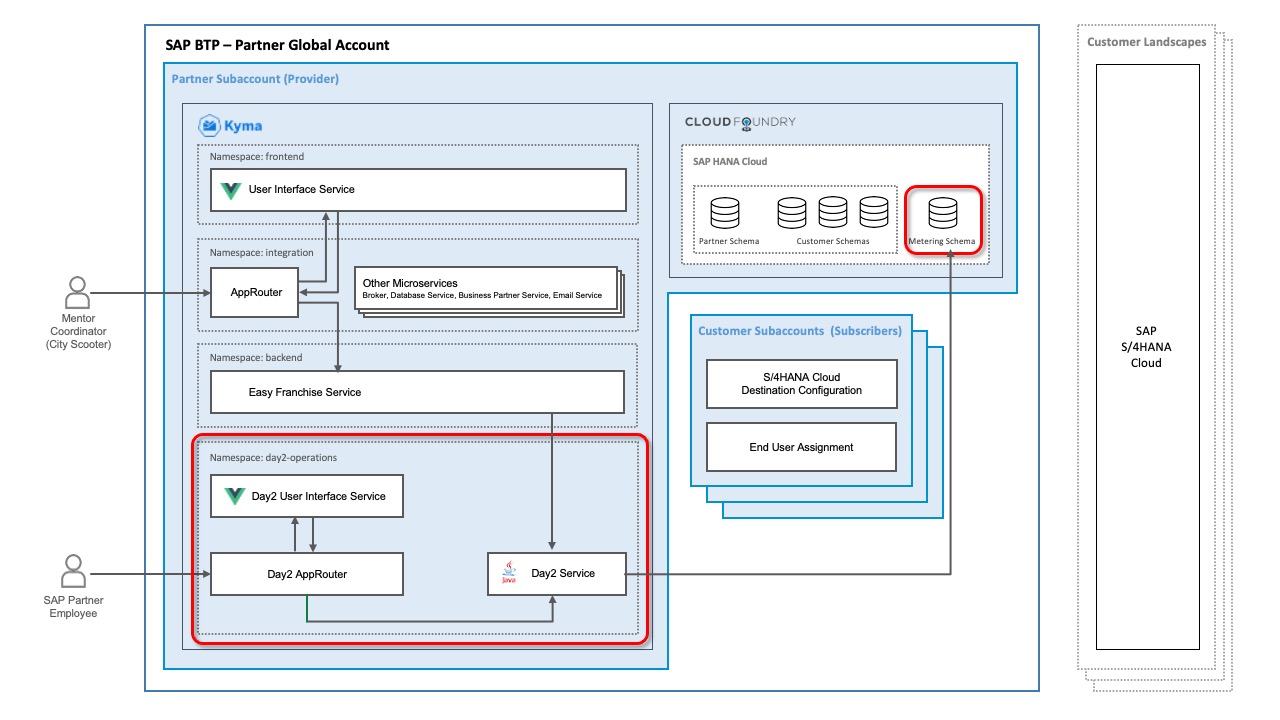 SAP BTP – Partner Global Account
Partner Subaccount (Provider)
Kyma
Namespace: frontend
User Interface Service
Namespace: integration
AppRouter
Other Microservices
Broker, Database Service, Business Partner Service, Email Service
Namespace: backend
Easy Franchise Service
Namespace: day2-operations
Day2 User Interface Service
Day2 AppRouter
Java
Day2 Service
Mentor
Coordinator
(City Scooter)
SAP Partner
Employee
CLOUD FOUNDRY
SAP HANA Cloud
Partner Schema
Customer Schemas
Metering Schema
Customer Subaccounts (Subscribers)
S/4HANA Cloud
Destination Configuration
End User Assignment
Customer Landscapes
SAP
S/4HANA
Cloud